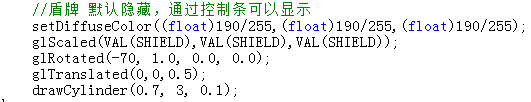 //盾牌 默认隐藏，通过控制条可以显示
setDiffuseColor((float)190/255,(float)190/255,(float)190/255);
glScaled(VAL(SHIELD),VAL(SHIELD),VAL(SHIELD));
glRotated(-70, 1.0, 0.0, 0.0);
glTranslated(0,0,0.5);
drawCylinder(0.7, 3, 0.1);